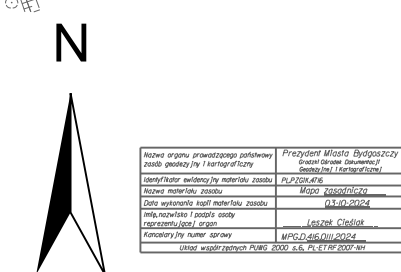 N
Nazwa organu prowadzącego państwowy zasób geodezyjny i kartograficzny
Prezydent Miasta Bydgoszczy
Grodzki Ośrodek Dokumentacji
Geodezyjnej i Kartograficznej
Identyfikator ewidencyjny materiału zasobu
PL.PZGIK.4716
Nazwa materiału zasobu
Mapa zasadnicza
Data wykonania kopii materiału zasobu
03-10-2024
Imię, nazwisko i podpis osoby
reprezentującej organ
Leszek Cieślak
Kancelaryjny numer sprawy
MPG.D.416.0111.2024
Układ współrzędnych PUWG 2000 s.6, PL-ETRF2007-NH